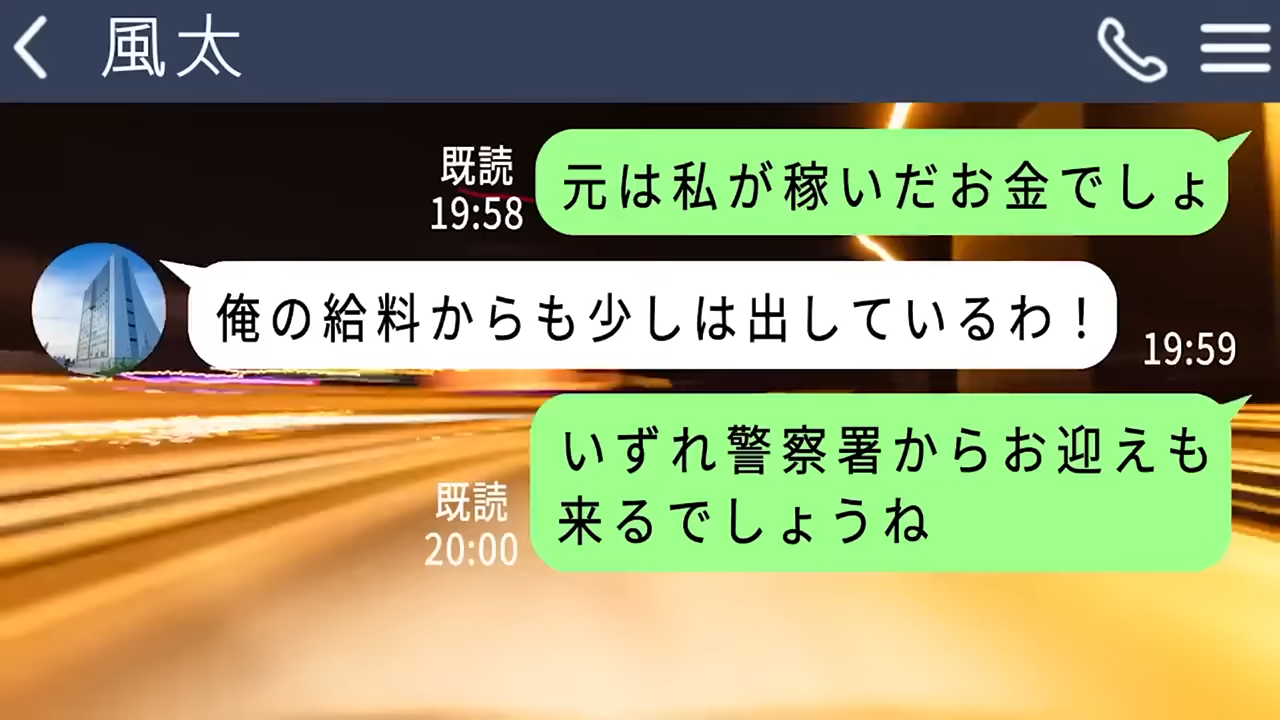 風太
元は私が稼いだお金でしょ
既読
19:58
俺の給料からも少しは出しているわ！
19:59
いずれ警察署からお迎えも
来るでしょうね
既読
20:00